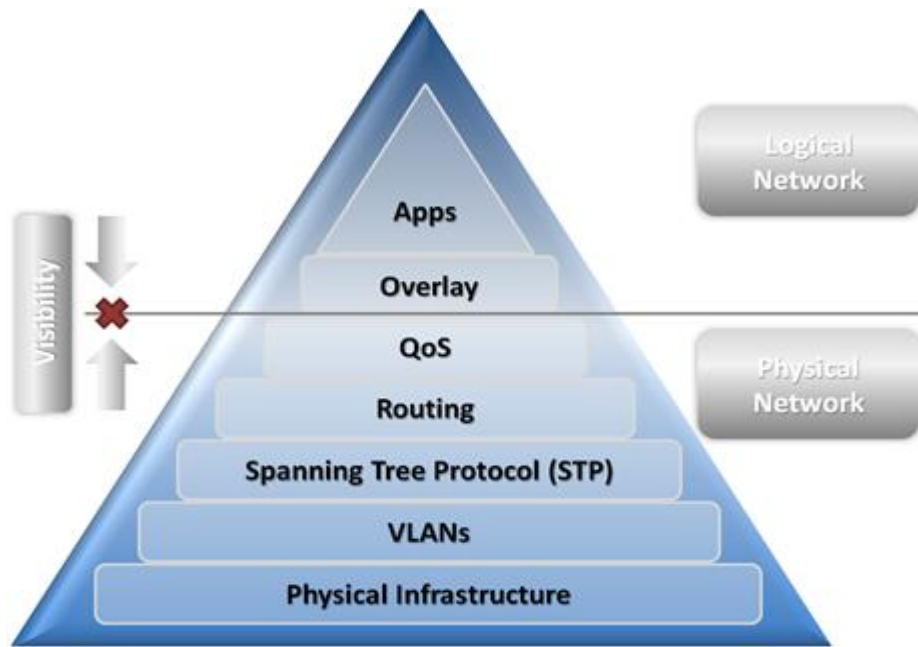 Logical
Network
Apps
Visibility
Overlay
QoS
Physical
Network
Routing
Spanning Tree Protocol (STP)
VLANs
Physical Infrastructure